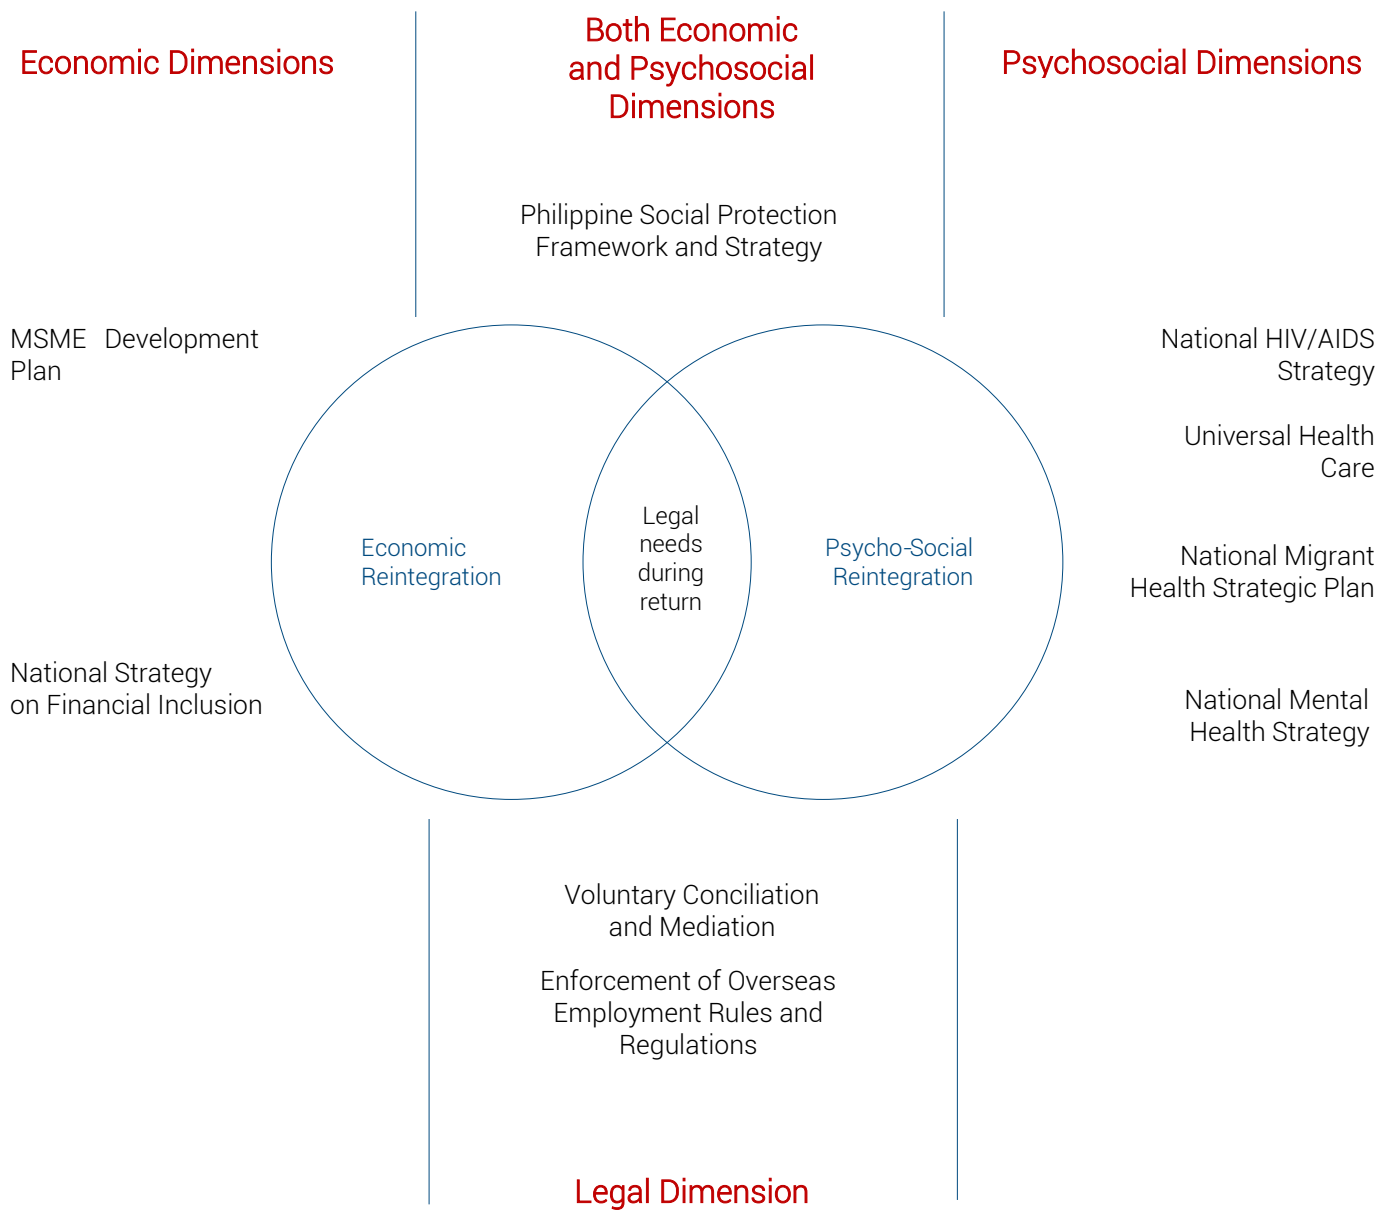 Economic Dimensions
Both Economic
and Psychosocial
Dimensions
Psychosocial Dimensions
Philippine Social Protection
Framework and Strategy
MSME Development
Plan
National Strategy
on Financial Inclusion
Economic
Reintegration
Legal
needs
during
return
Psycho-Social
Reintegration
National HIV/AIDS
Strategy
Universal Health
Care
National Migrant
Health Strategic Plan
National Mental
Health Strategy
Voluntary Conciliation
and Mediation
Enforcement of Overseas
Employment Rules and
Regulations
Legal Dimension